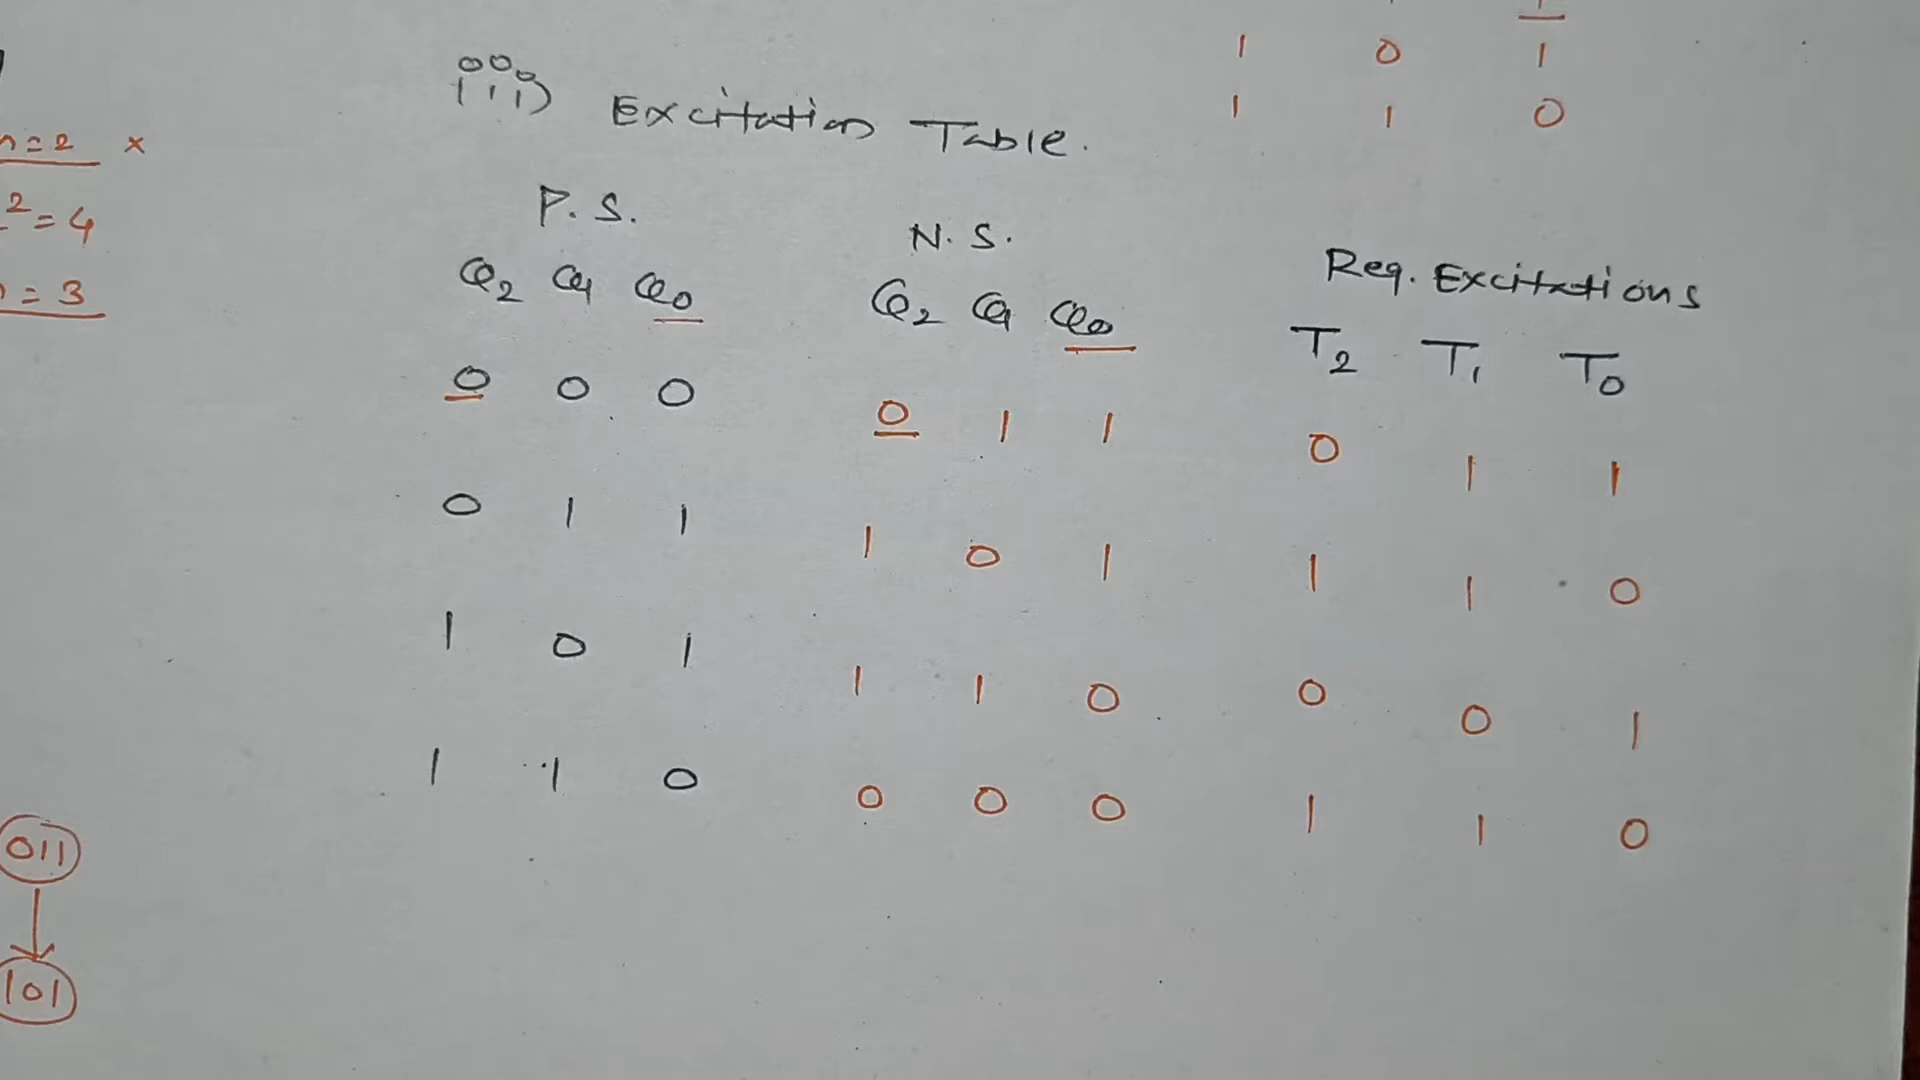 1 0 1
1 1 0
iii) Excitation Table.
n=2 ×
2=4
=3
P.S. N.S. Req. Excitations
Q2 Q1 Q0 Q2 Q1 Q0 T2 T1 T0
0 0 0 0 1 1 0 1 1
0 1 1 1 0 1 1 1 0
1 0 1 1 1 0 0 0 1
1 1 0 0 0 0 1 1 0
011
101